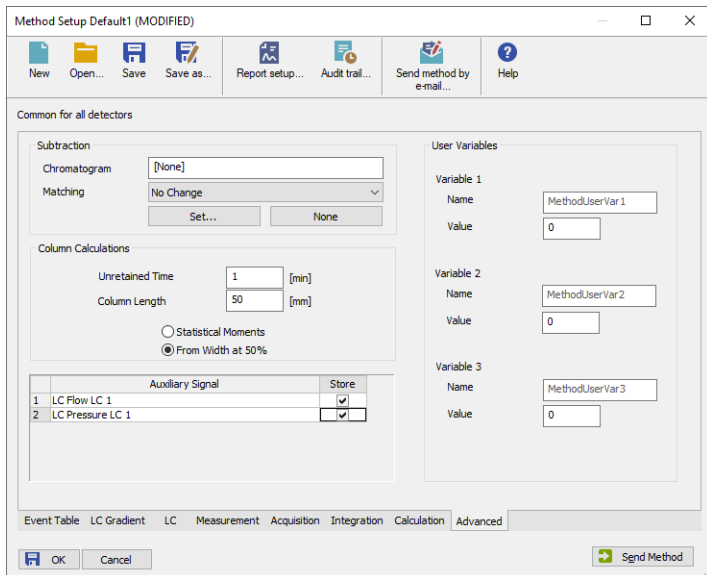 Method Setup Default1 (MODIFIED)
New Open... Save Save as... Report setup... Audit trail... Send method by e-mail... Help
Common for all detectors
Subtraction
Chromatogram [None]
Matching No Change
Set... None
Column Calculations
Unretained Time 1 [min]
Column Length 50 [mm]
Statistical Moments
From Width at 50%
Auxiliary Signal Store
1 LC Flow LC 1
2 LC Pressure LC 1
User Variables
Variable 1
Name MethodUserVar1
Value 0
Variable 2
Name MethodUserVar2
Value 0
Variable 3
Name MethodUserVar3
Value 0
Event Table LC Gradient LC Measurement Acquisition Integration Calculation Advanced
OK Cancel Send Method